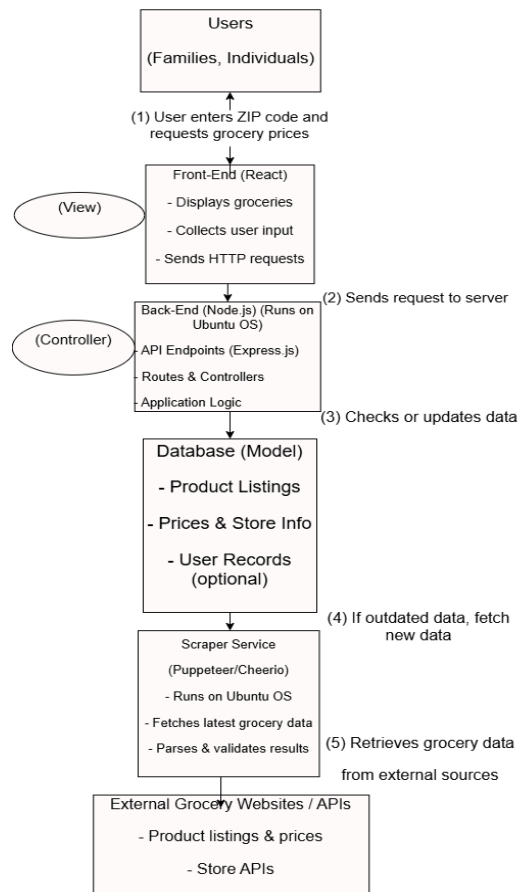 Users
(Families, Individuals)
(1) User enters ZIP code and
requests grocery prices
Front-End (React)
- Displays groceries
- Collects user input
- Sends HTTP requests
(View)
(2) Sends request to server
Back-End (Node.js) (Runs on
Ubuntu OS)
- API Endpoints (Express.js)
- Routes & Controllers
- Application Logic
(Controller)
(3) Checks or updates data
Database (Model)
- Product Listings
- Prices & Store Info
- User Records
(optional)
(4) If outdated data, fetch
new data
Scraper Service
(Puppeteer/Cheerio)
- Runs on Ubuntu OS
- Fetches latest grocery data
- Parses & validates results
(5) Retrieves grocery data
from external sources
External Grocery Websites / APIs
- Product listings & prices
- Store APIs